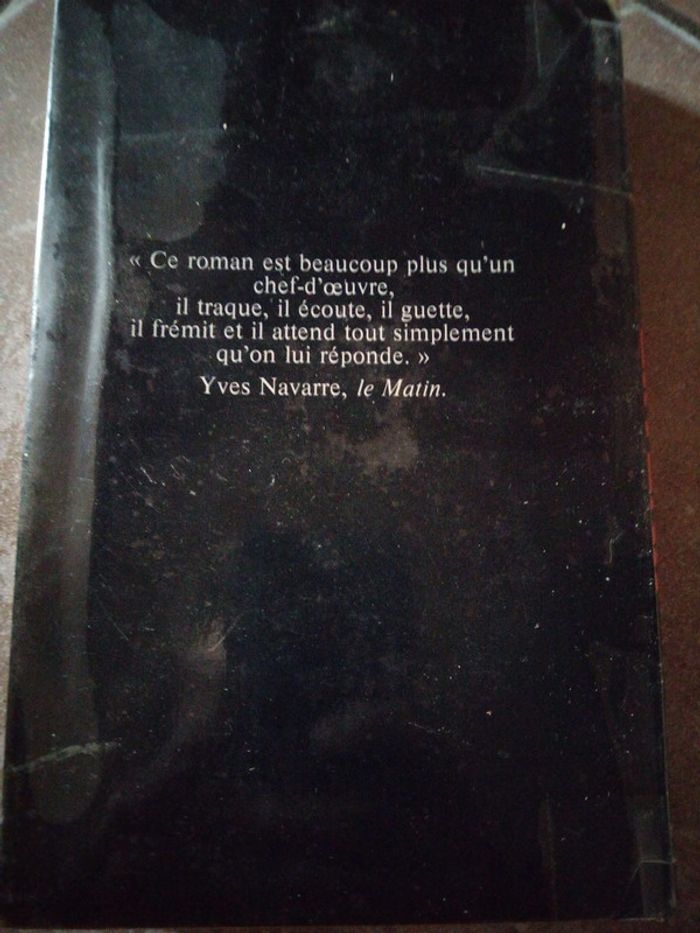 « Ce roman est beaucoup plus qu'un
chef-d'œuvre,
il traque, il écoute, il guette,
il frémit et il attend tout simplement
qu'on lui réponde. »
Yves Navarre, le Matin.